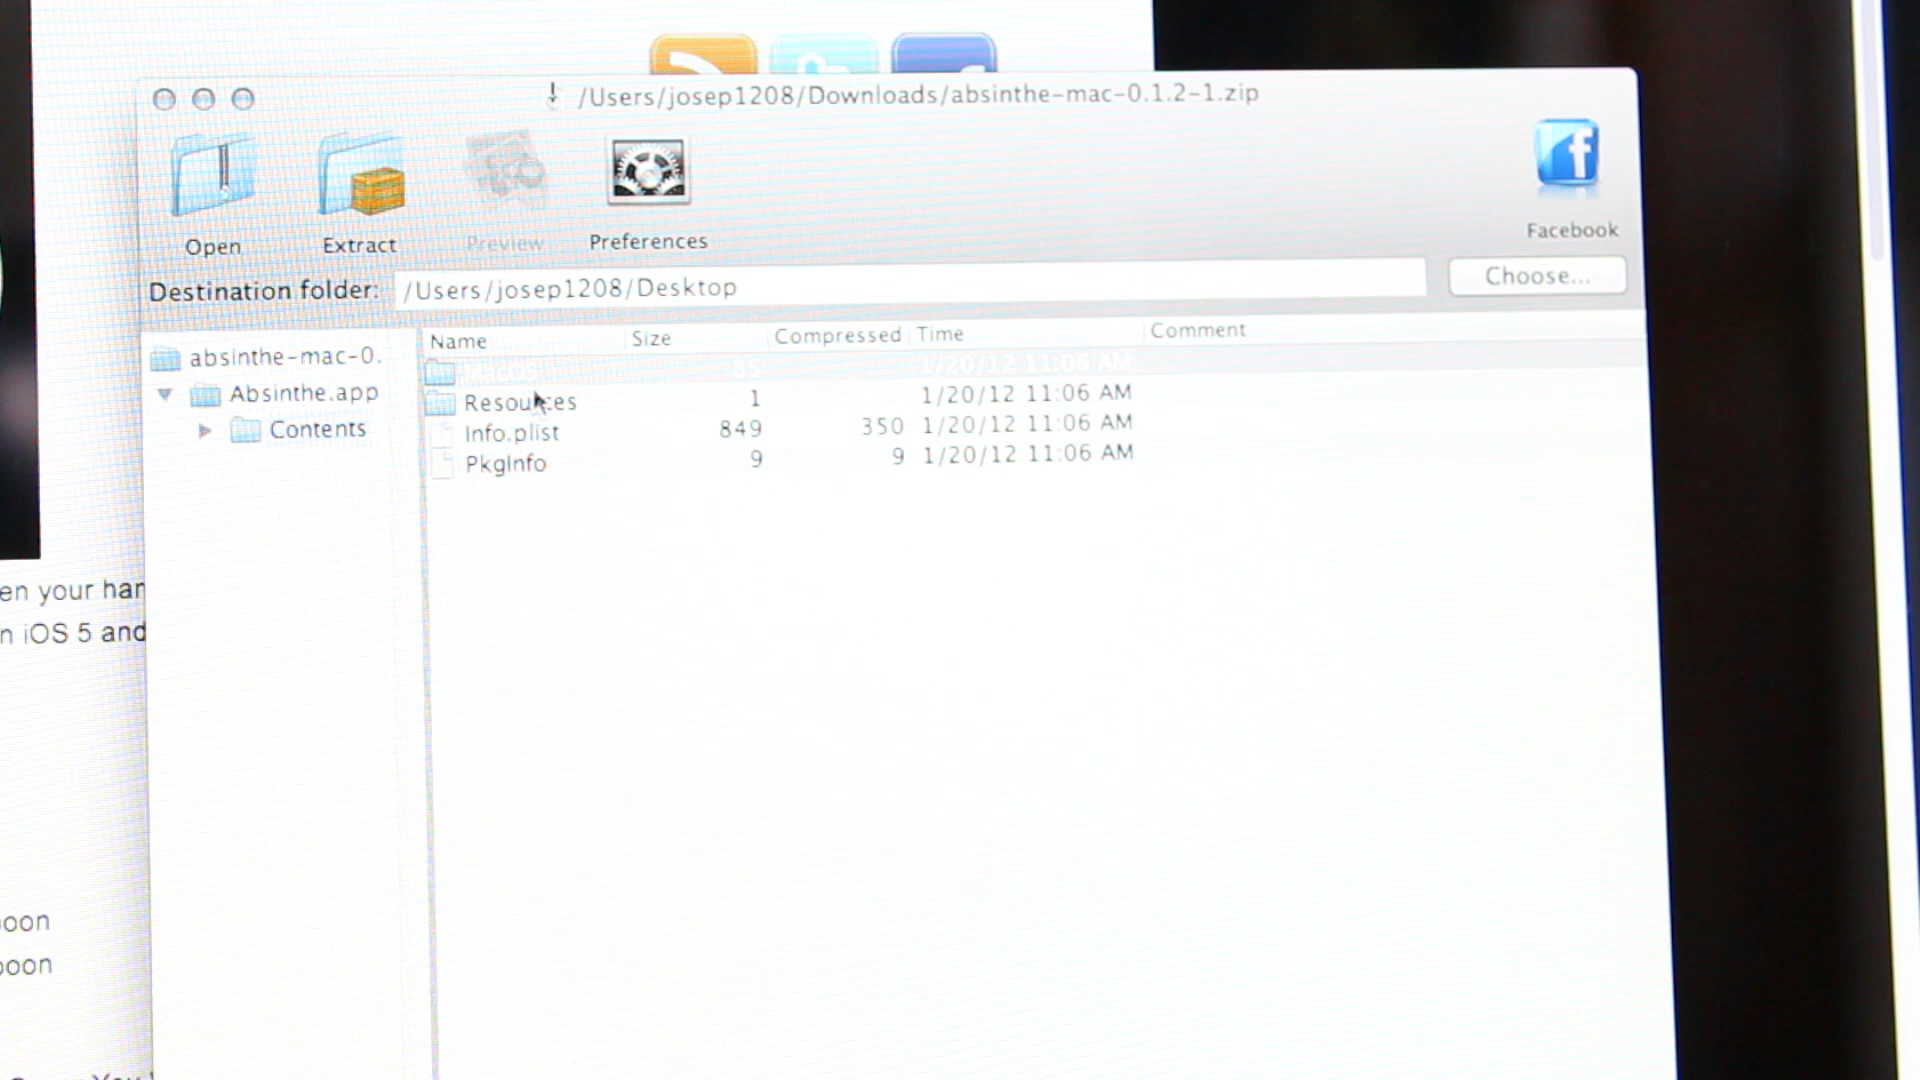 /Users/josep1208/Downloads/absinthe-mac-0.1.2-1.zip
Open Extract Preview Preferences Facebook
Destination folder: /Users/josep1208/Desktop Choose...
Name Size Compressed Time Comment
absinthe-mac-0.
Absinthe.app
Contents
MacOS 85 1/20/12 11:06 AM
Resources 1 1/20/12 11:06 AM
Info.plist 849 350 1/20/12 11:06 AM
PkgInfo 9 9 1/20/12 11:06 AM
en your har
n iOS 5 and
oon
oon